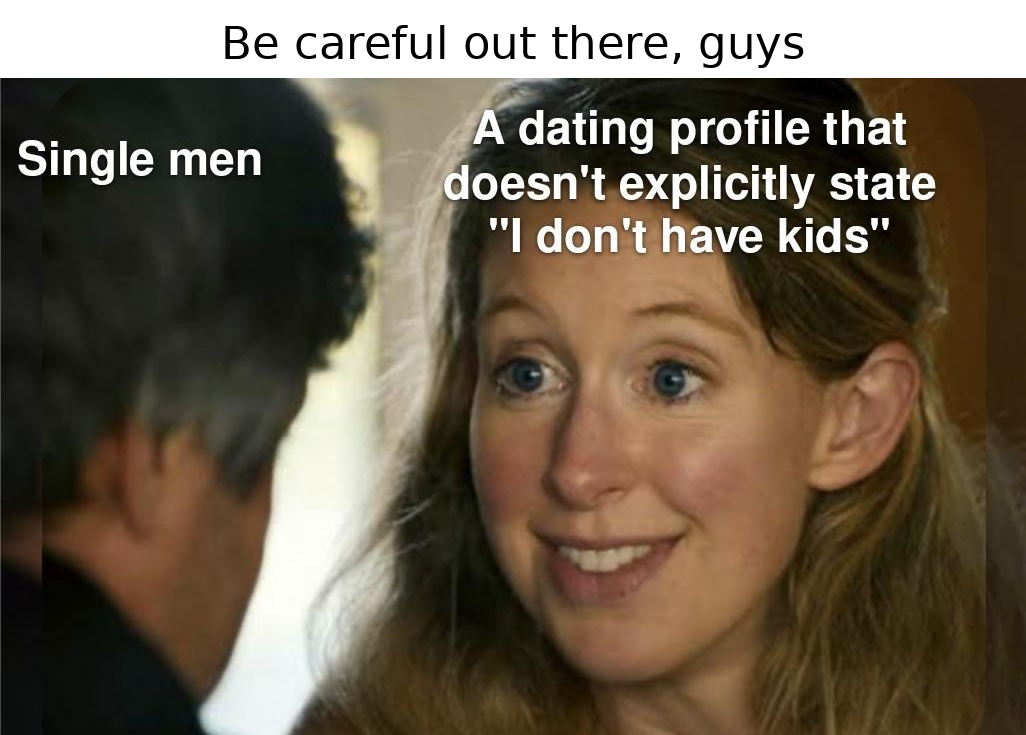 Be careful out there, guys
Single men
A dating profile that
doesn't explicitly state
"I don't have kids"